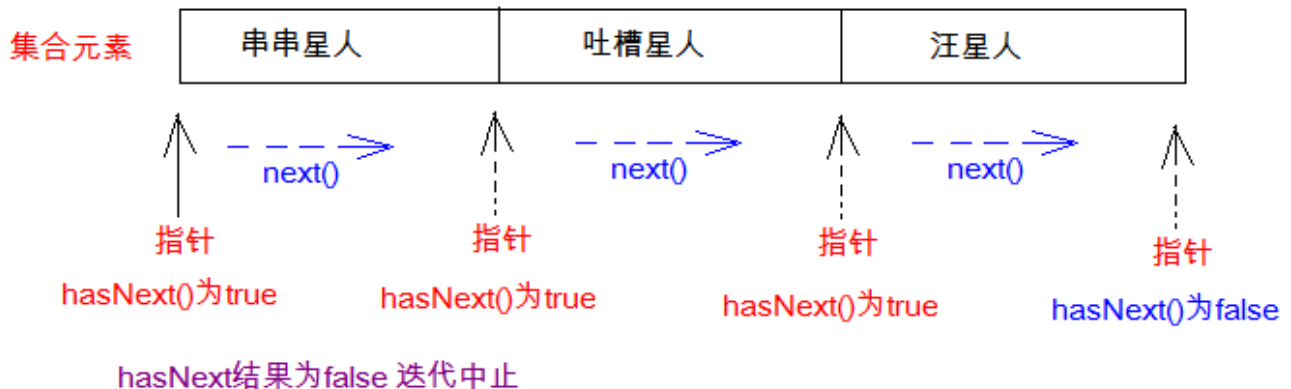 集合元素 串串星人 吐槽星人 汪星人
next() next() next()
指针 指针 指针 指针
hasNext()为true hasNext()为true hasNext()为true hasNext()为false
hasNext结果为false 迭代中止